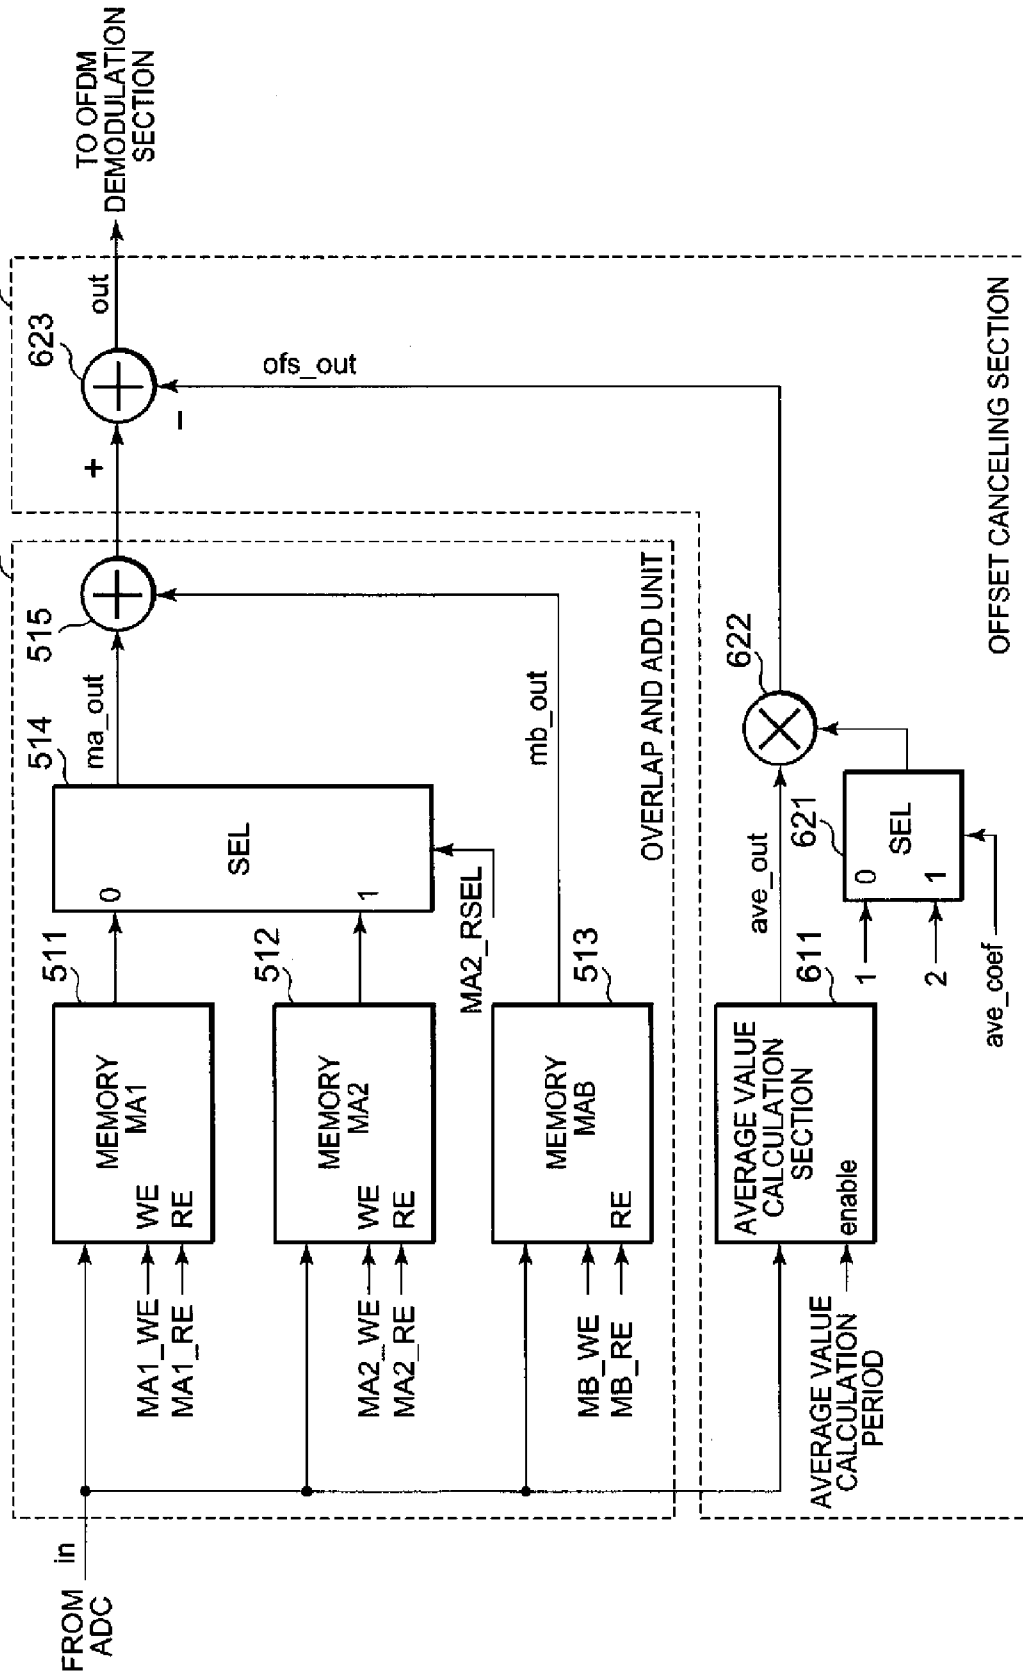 FROM
ADC
in
MEMORY
MA1
WE
RE
MA1_WE
MA1_RE
511
MEMORY
MA2
WE
RE
MA2_WE
MA2_RE
512
MEMORY
MAB
RE
MB_WE
MB_RE
513
0
SEL
1
514
MA2_RSEL
ma_out
515
mb_out
OVERLAP AND ADD UNIT
+
−
623
out
ofs_out
TO OFDM
DEMODULATION
SECTION
AVERAGE VALUE
CALCULATION
SECTION
enable
611
AVERAGE VALUE
CALCULATION
PERIOD
ave_out
622
621
0
SEL
1
1
2
ave_coef
OFFSET CANCELING SECTION